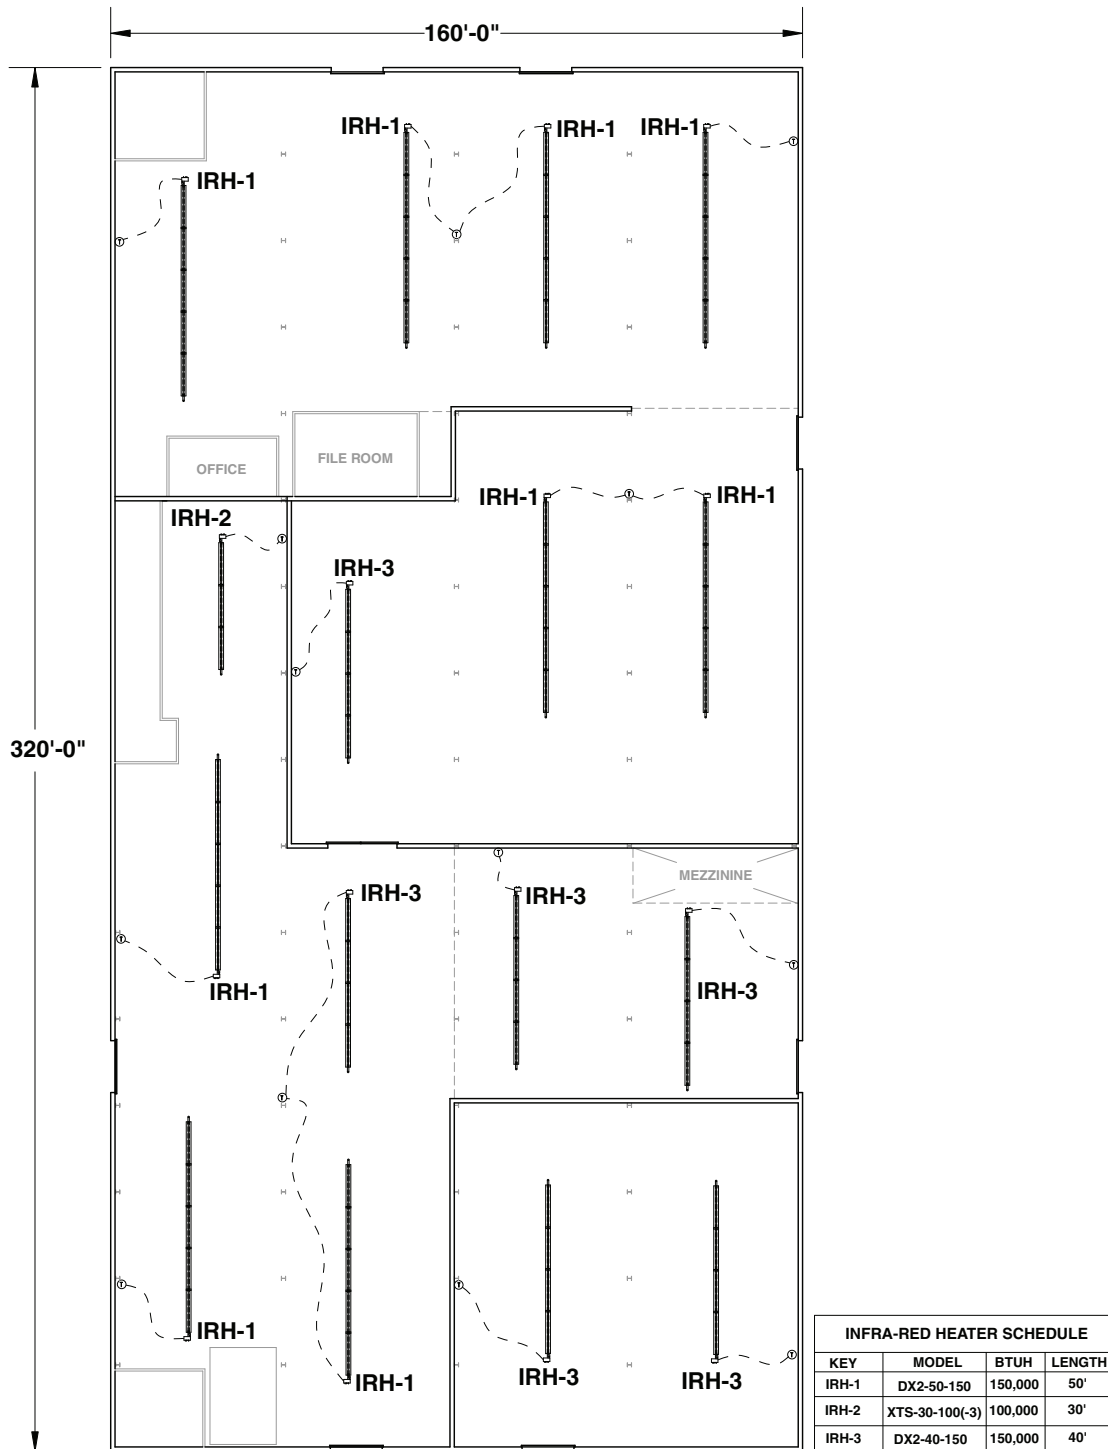 160'-0"
IRH-1
IRH-1
IRH-1
IRH-1
T
T
T
OFFICE
FILE ROOM
IRH-1
IRH-1
T
IRH-2
T
IRH-3
T
320'-0"
MEZZININE
T
IRH-3
IRH-3
T
T
IRH-1
IRH-3
T
T
T
IRH-1
IRH-3
IRH-3
T
IRH-1
INFRA-RED HEATER SCHEDULE
KEY MODEL BTUH LENGTH
IRH-1 DX2-50-150 150,000 50'
IRH-2 XTS-30-100(-3) 100,000 30'
IRH-3 DX2-40-150 150,000 40'